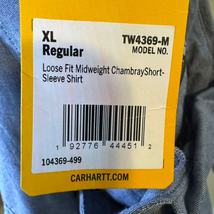 XL
Regular
TW4369-M
MODEL NO.
Loose Fit Midweight ChambrayShort-
Sleeve Shirt
1 92776 44451 2
104369-499
CARHARTT.COM